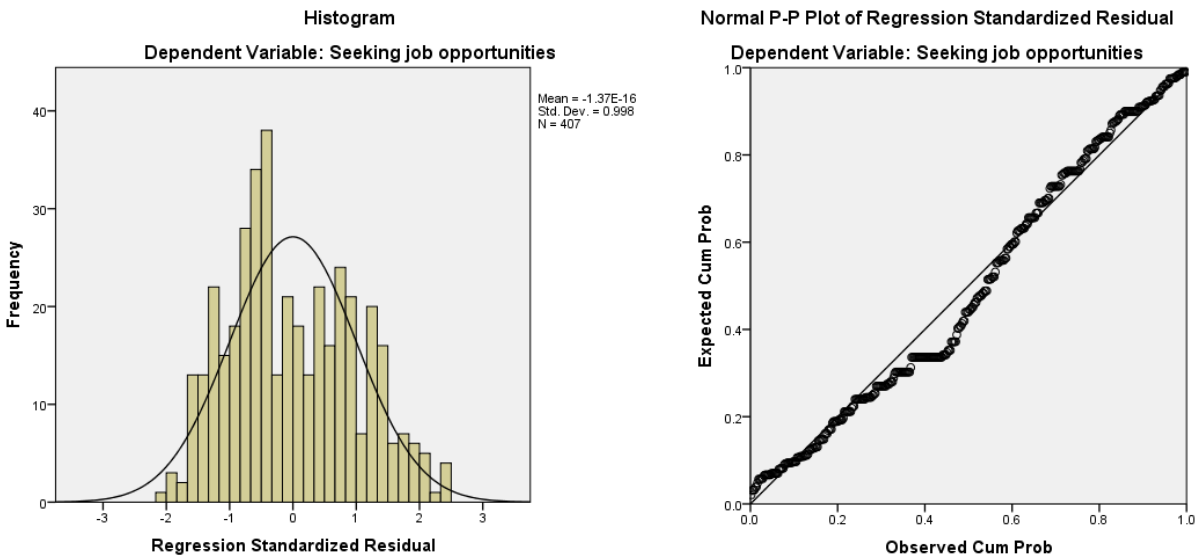 Histogram
Dependent Variable: Seeking job opportunities
Mean = -1.37E-16
Std. Dev. = 0.998
N = 407
Frequency
40
30
20
10
0
-3 -2 -1 0 1 2 3
Regression Standardized Residual
Normal P-P Plot of Regression Standardized Residual
Dependent Variable: Seeking job opportunities
Expected Cum Prob
1.0
0.8
0.6
0.4
0.2
0.0
0.0 0.2 0.4 0.6 0.8 1.0
Observed Cum Prob